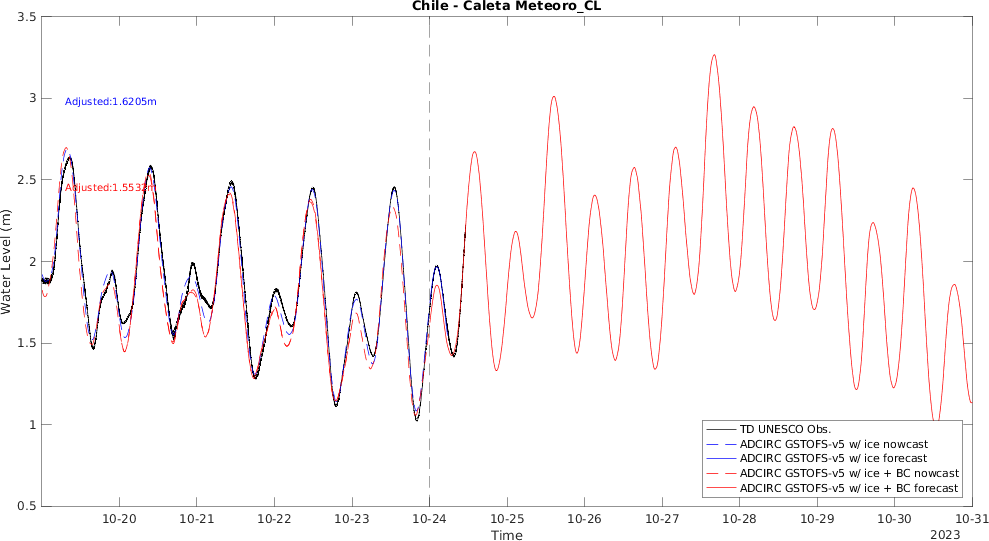 Chile - Caleta Meteoro_CL
3.5
3
2.5
2
1.5
1
0.5
Water Level (m)
Adjusted:1.6205m
Adjusted:1.5532m
TD UNESCO Obs.
ADCIRC GSTOFS-v5 w/ ice nowcast
ADCIRC GSTOFS-v5 w/ ice forecast
ADCIRC GSTOFS-v5 w/ ice + BC nowcast
ADCIRC GSTOFS-v5 w/ ice + BC forecast
10-20 10-21 10-22 10-23 10-24 10-25 10-26 10-27 10-28 10-29 10-30 10-31
Time
2023